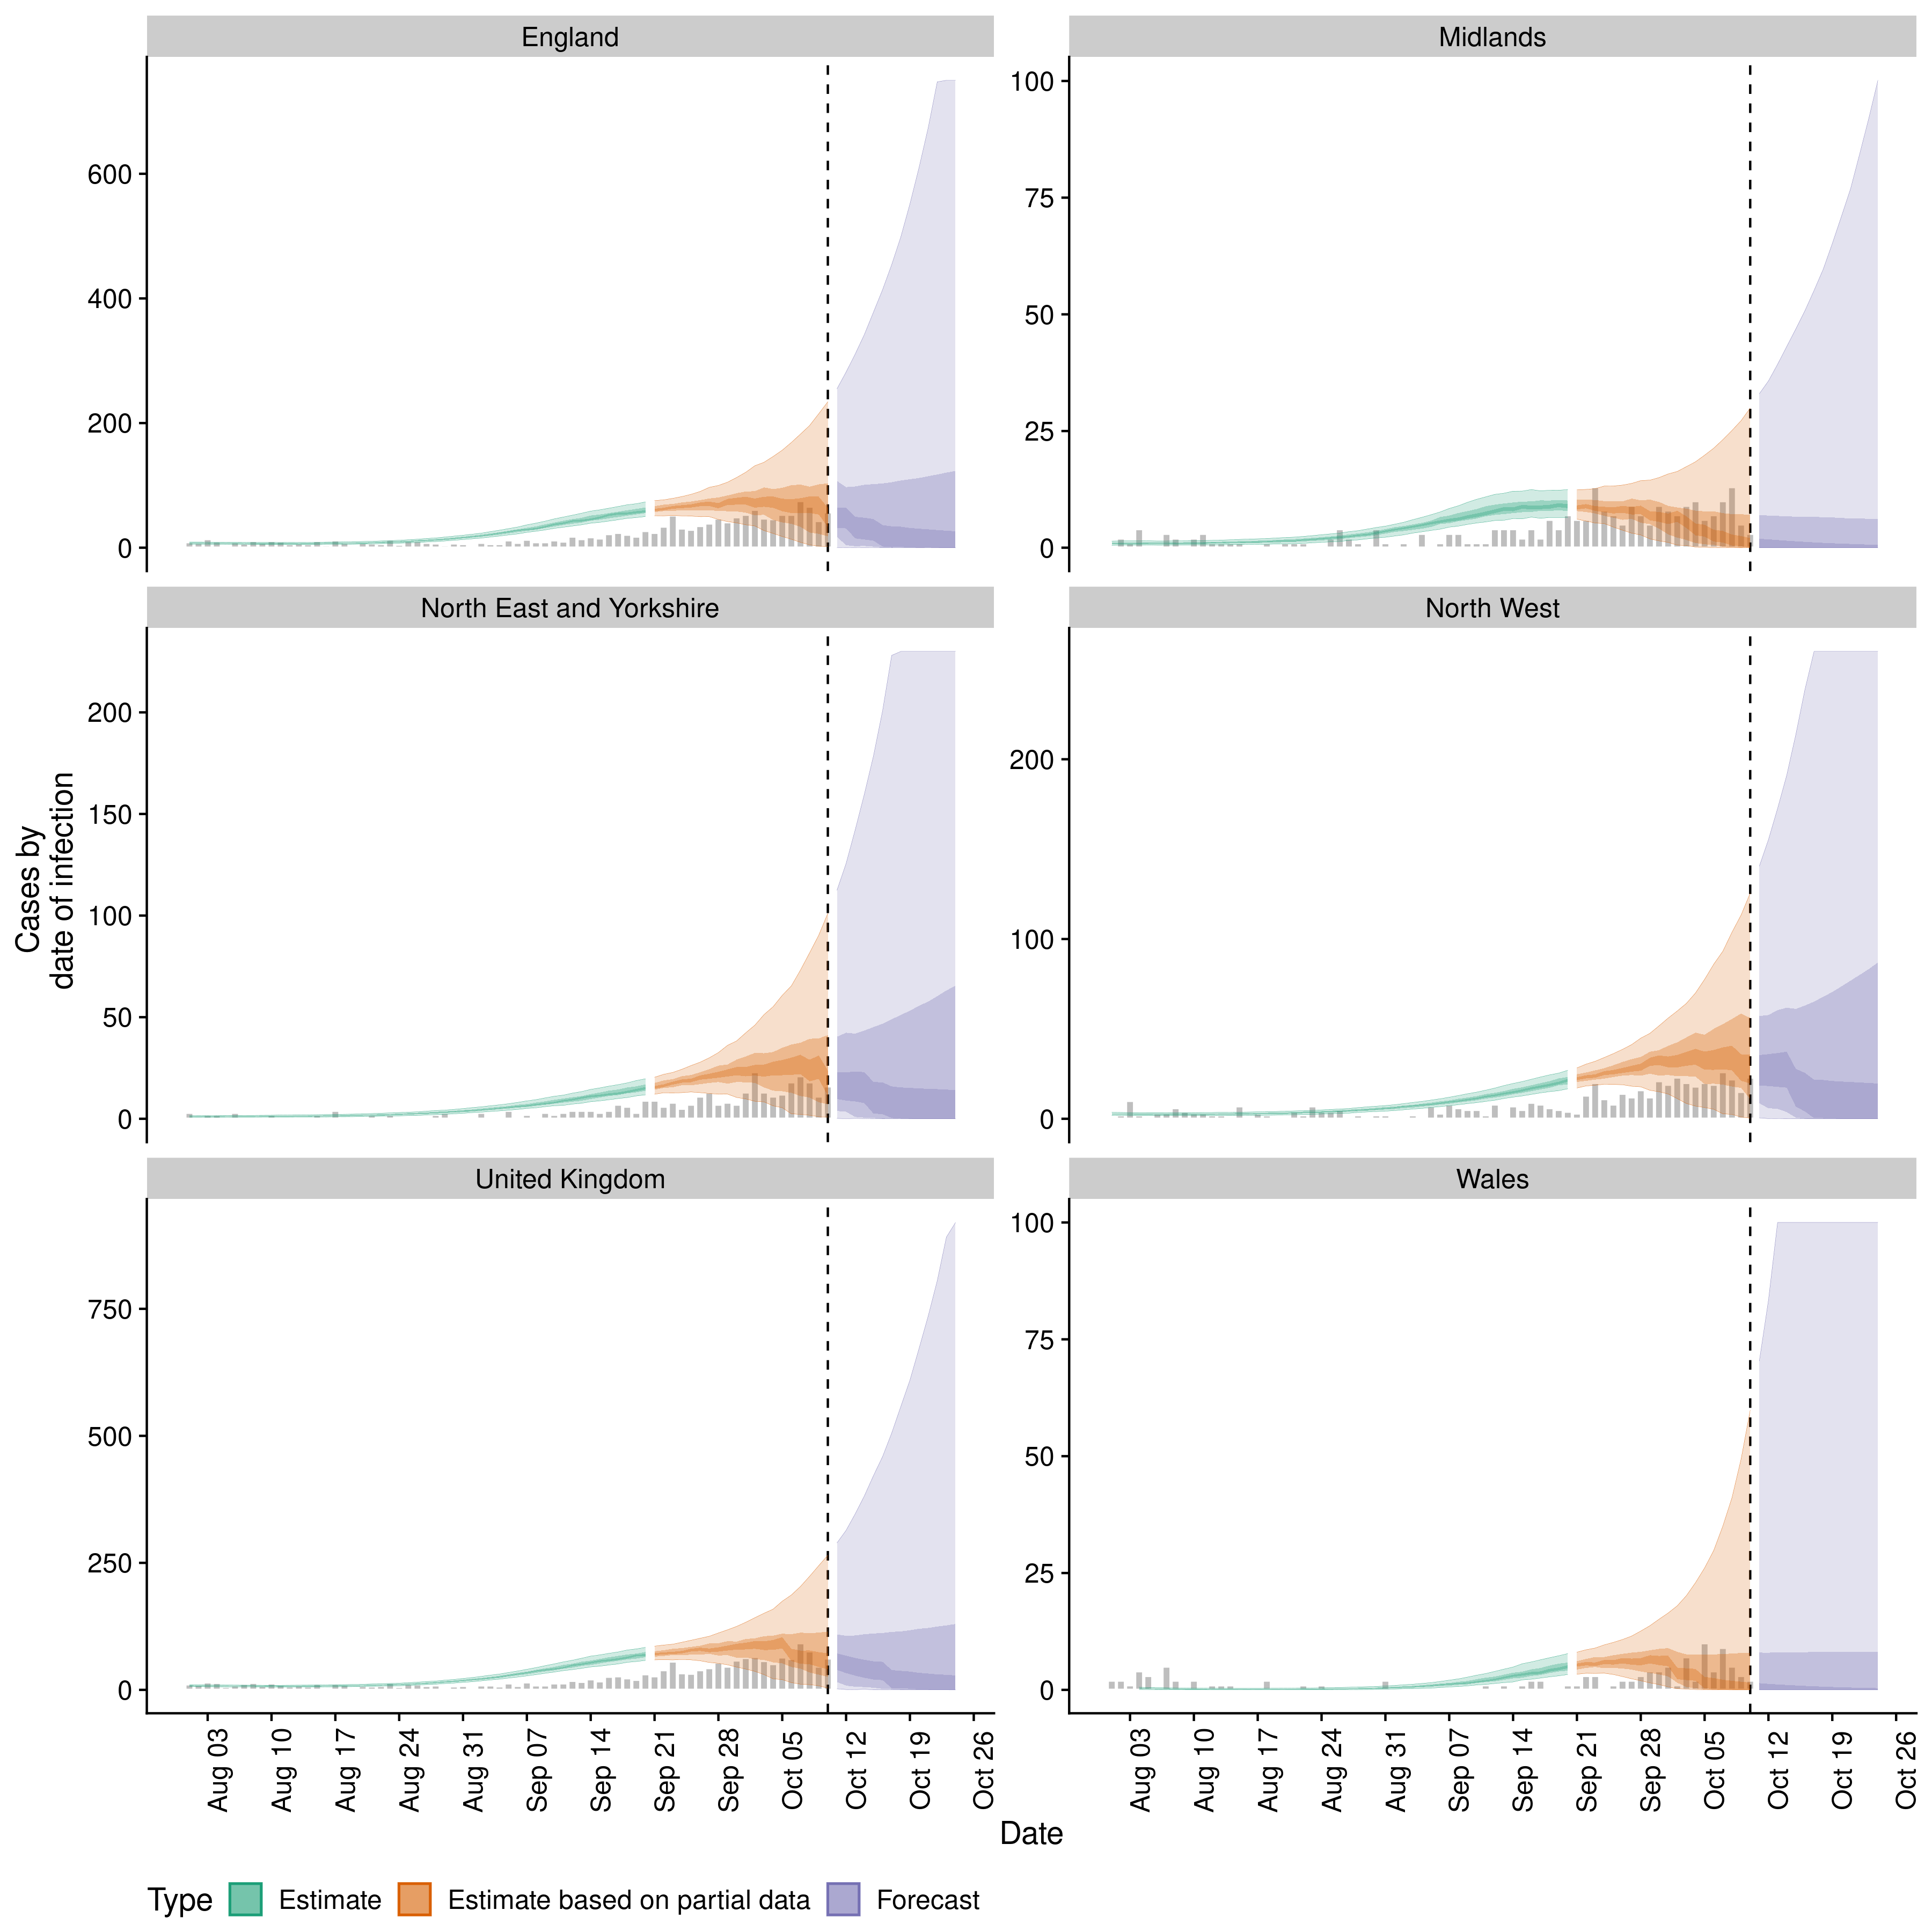 England
Midlands
600
400
200
0
100
75
50
25
0
North East and Yorkshire
North West
200
150
100
50
0
200
100
0
United Kingdom
Wales
750
500
250
0
100
75
50
25
0
Cases by
date of infection
Aug 03
Aug 10
Aug 17
Aug 24
Aug 31
Sep 07
Sep 14
Sep 21
Sep 28
Oct 05
Oct 12
Oct 19
Oct 26
Aug 03
Aug 10
Aug 17
Aug 24
Aug 31
Sep 07
Sep 14
Sep 21
Sep 28
Oct 05
Oct 12
Oct 19
Oct 26
Date
Type Estimate Estimate based on partial data Forecast